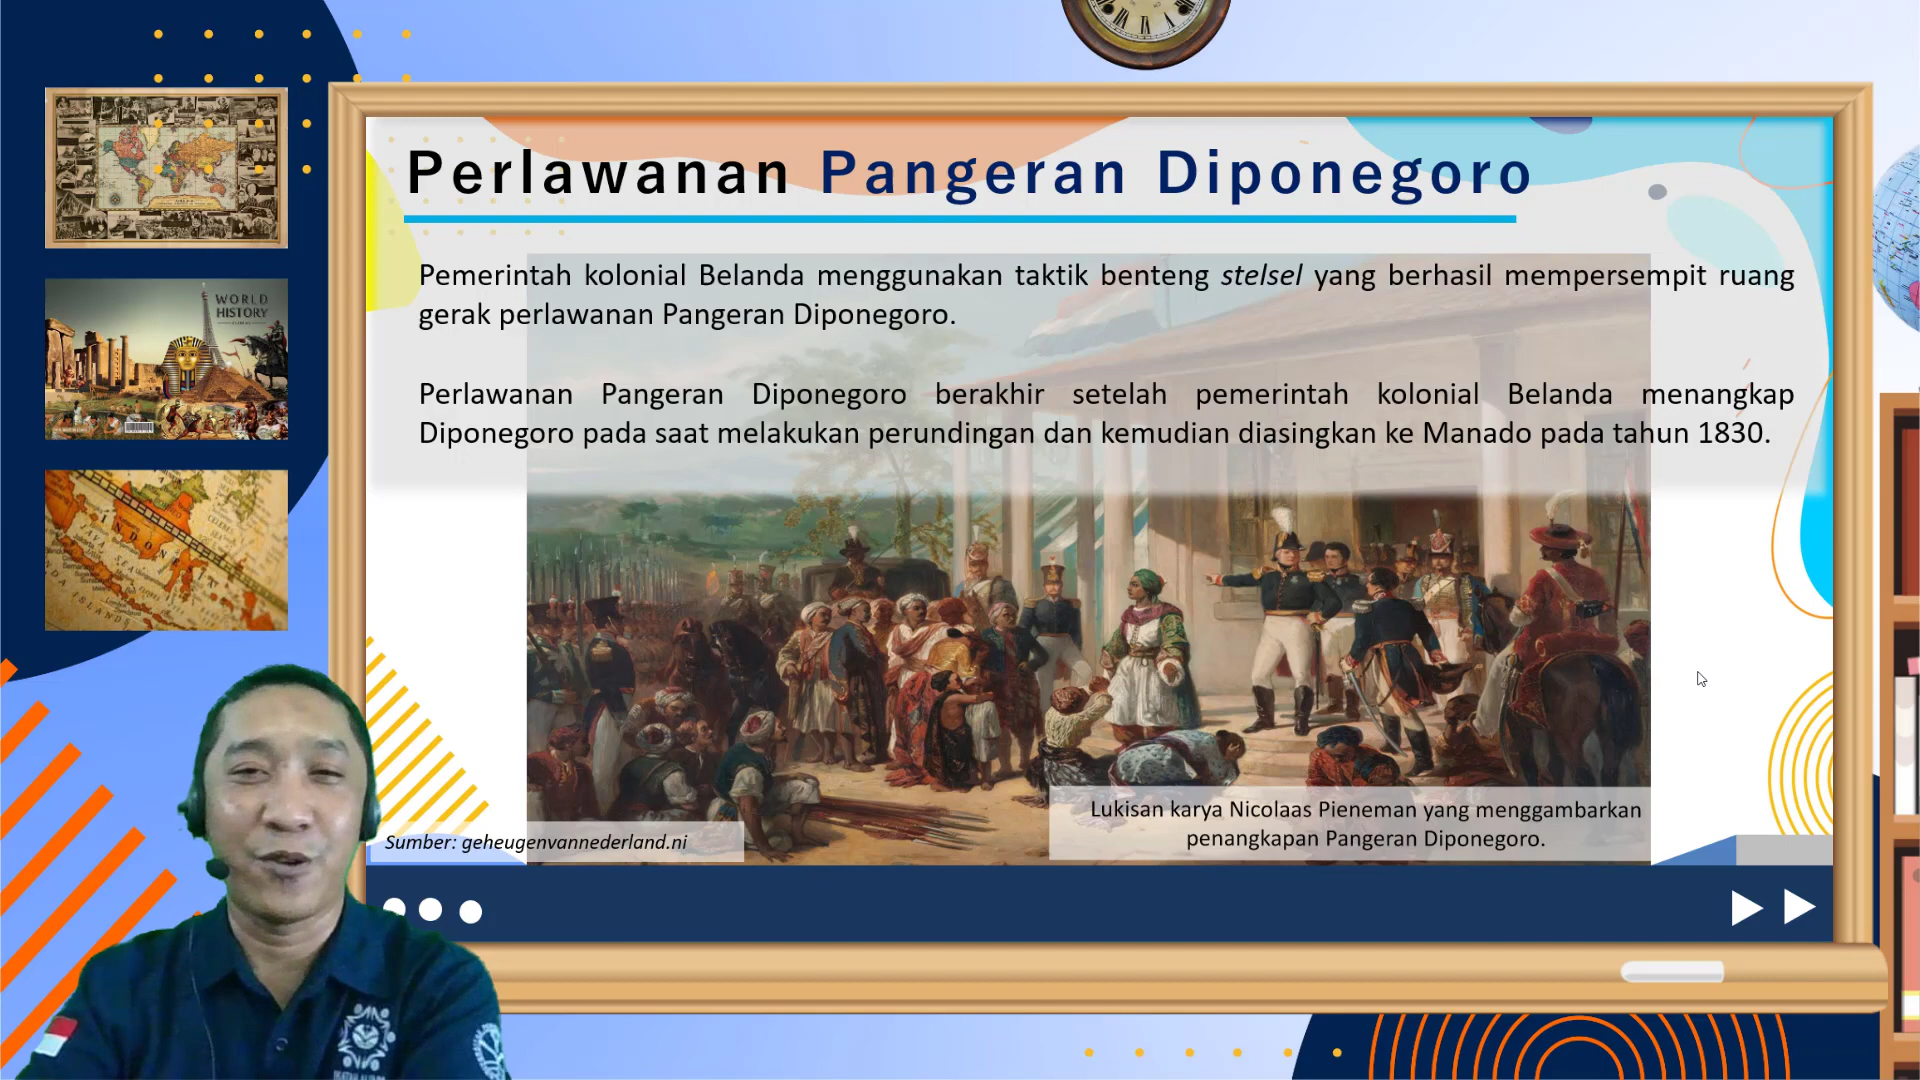 Perlawanan Pangeran Diponegoro
Pemerintah kolonial Belanda menggunakan taktik benteng stelsel yang berhasil mempersempit ruang
gerak perlawanan Pangeran Diponegoro.
Perlawanan Pangeran Diponegoro berakhir setelah pemerintah kolonial Belanda menangkap
Diponegoro pada saat melakukan perundingan dan kemudian diasingkan ke Manado pada tahun 1830.
Lukisan karya Nicolaas Pieneman yang menggambarkan
penangkapan Pangeran Diponegoro.
Sumber: geheugenvannederland.ni
WORLD
HISTORY
INDONESIA